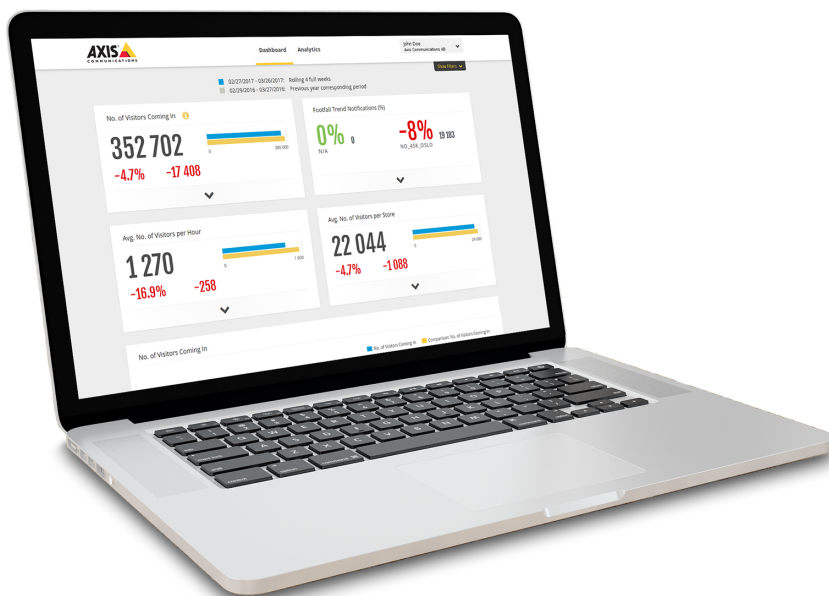 AXIS
COMMUNICATIONS
Dashboard Analytics
John Doe
Axis Communications AB
Show Filters
02/27/2017 - 03/26/2017: Rolling 4 full weeks
02/29/2016 - 03/27/2016: Previous year corresponding period
No. of Visitors Coming In
352 702
-4.7% -17 408
0 380 000
Footfall Trend Notifications (%)
0% 0
N/A
-8% 19 183
NO_458_OSLO
Avg. No. of Visitors per Hour
1 270
-16.9% -258
0 1 600
Avg. No. of Visitors per Store
22 044
-4.7% -1 088
0 24 000
No. of Visitors Coming In
No. of Visitors Coming In Comparison No. of Visitors Coming In